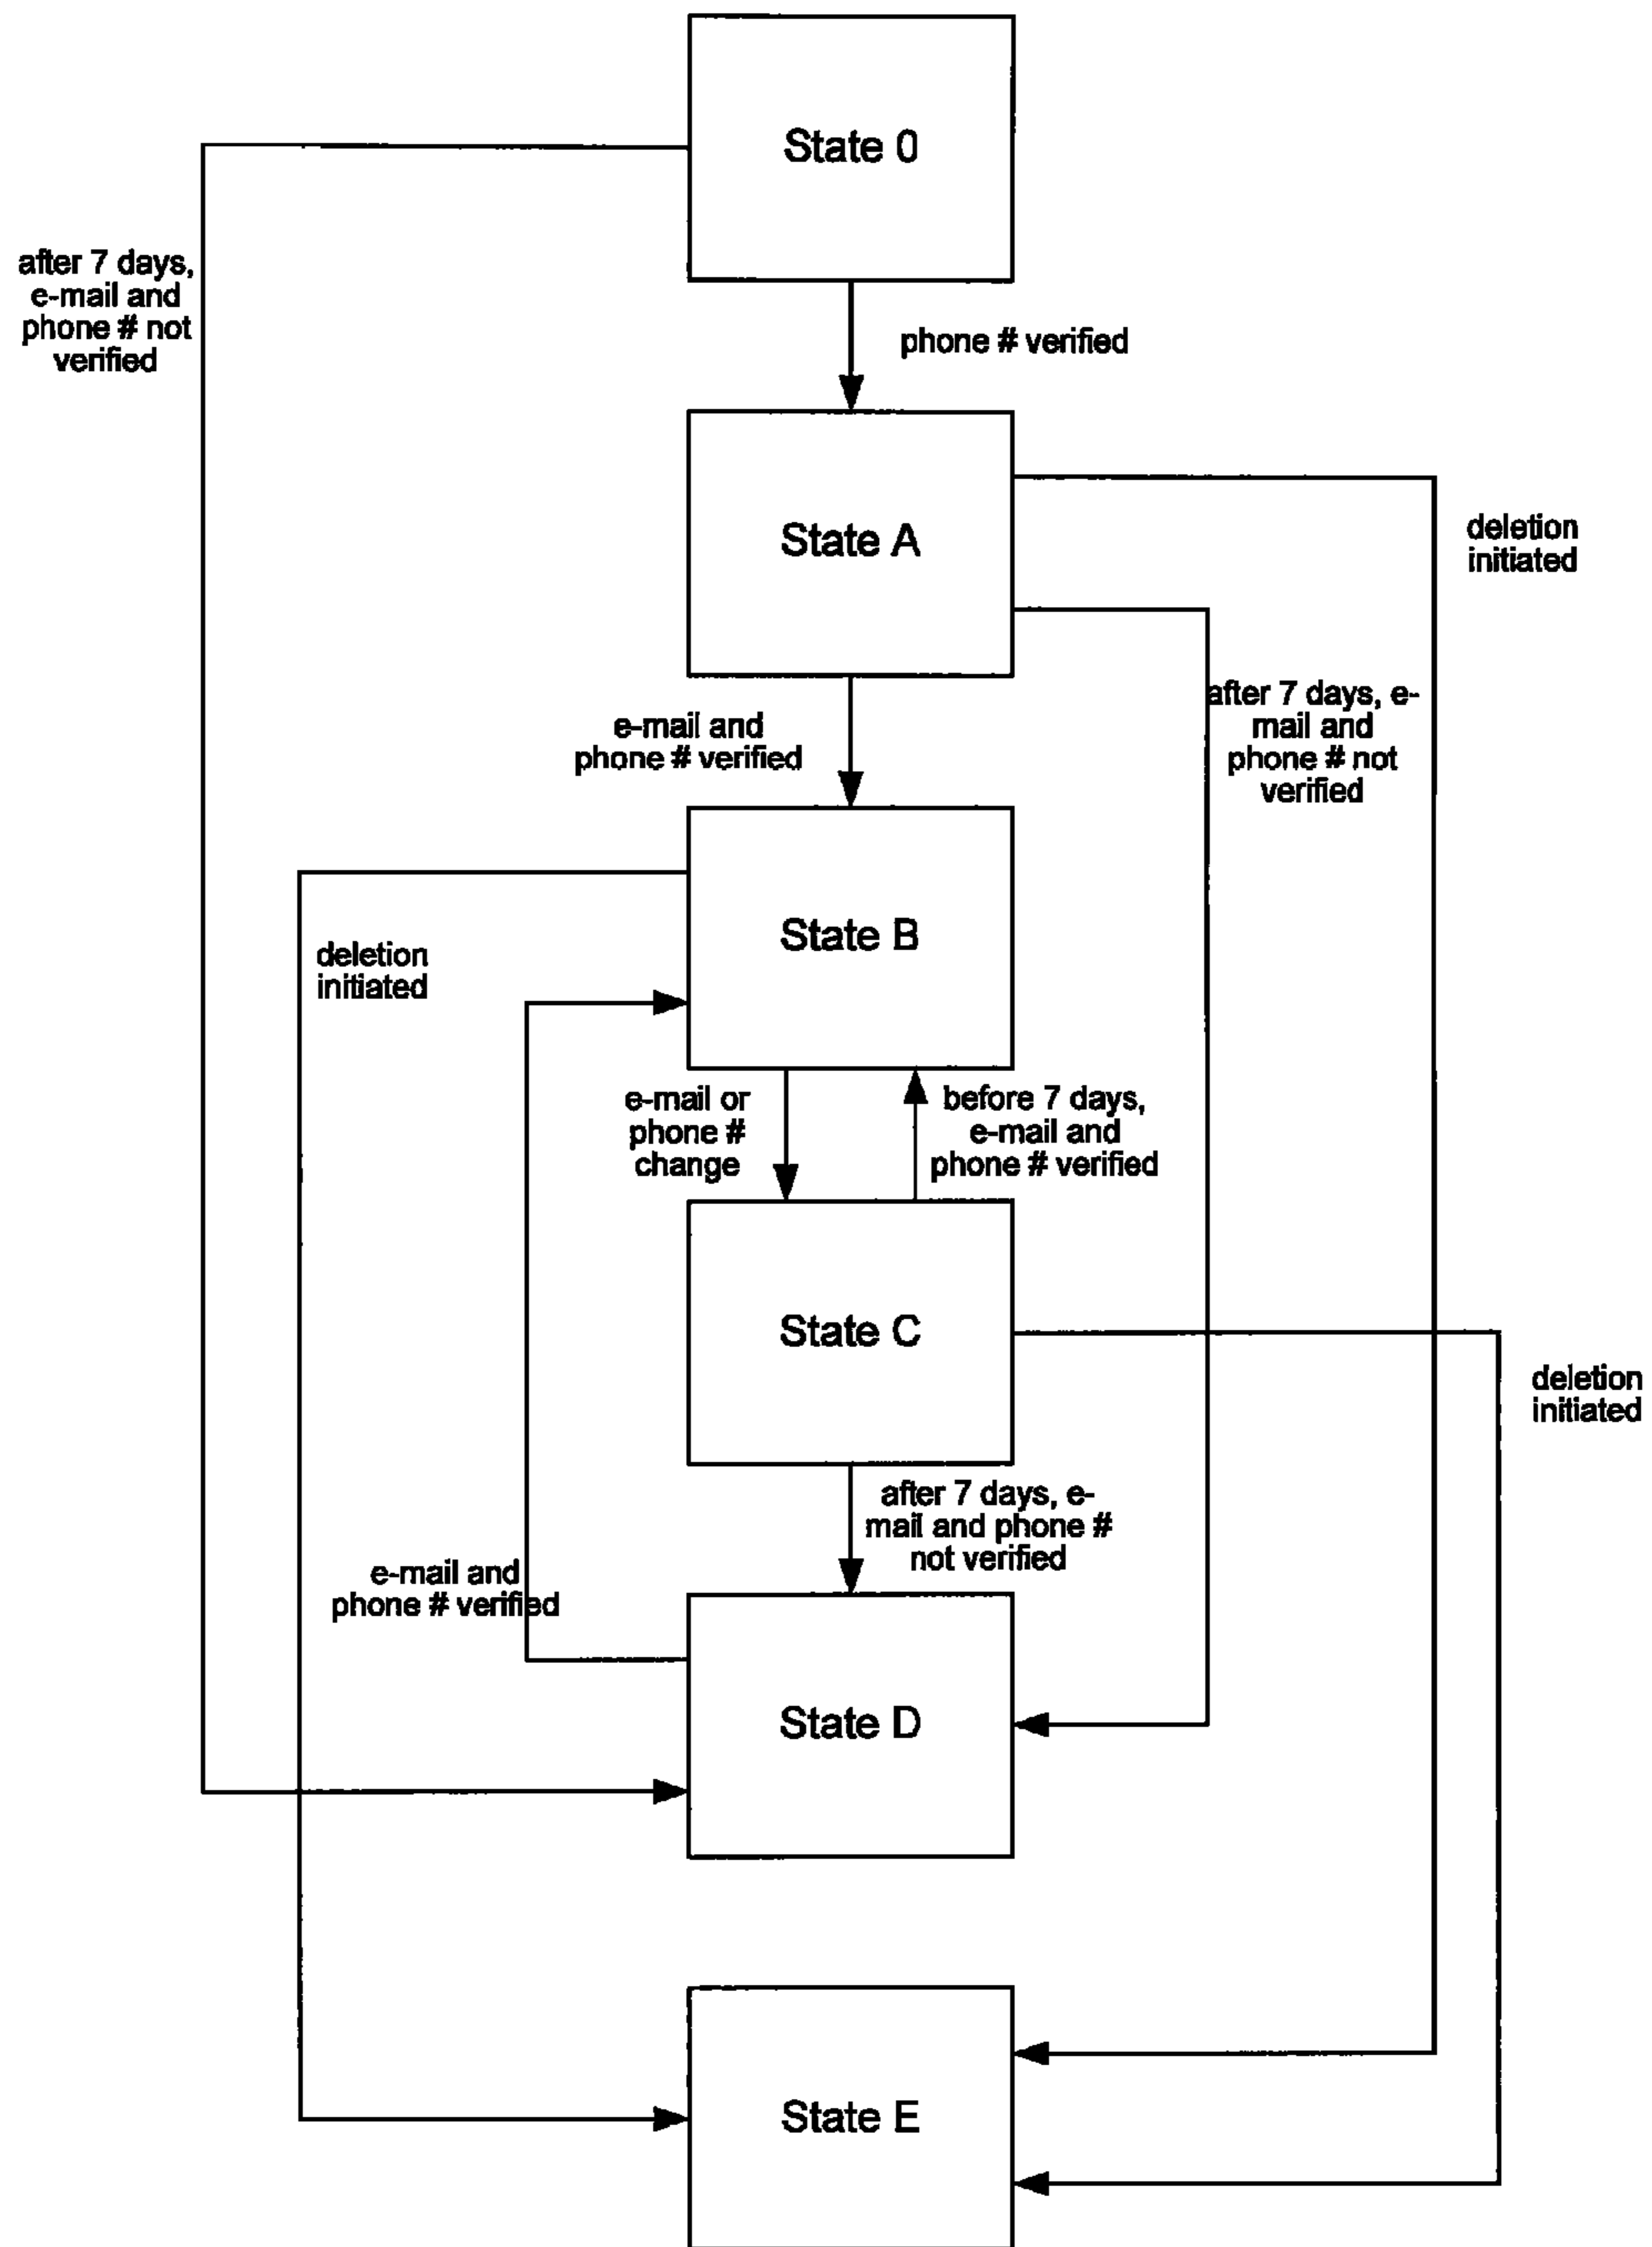 State 0
after 7 days,
e-mail and
phone # not
verified
phone # verified
State A
deletion
initiated
after 7 days, e-
mail and
phone # not
verified
e-mail and
phone # verified
State B
deletion
initiated
e-mail or
phone #
change
before 7 days,
e-mail and
phone # verified
State C
deletion
initiated
after 7 days, e-
mail and phone #
not verified
e-mail and
phone # verified
State D
State E